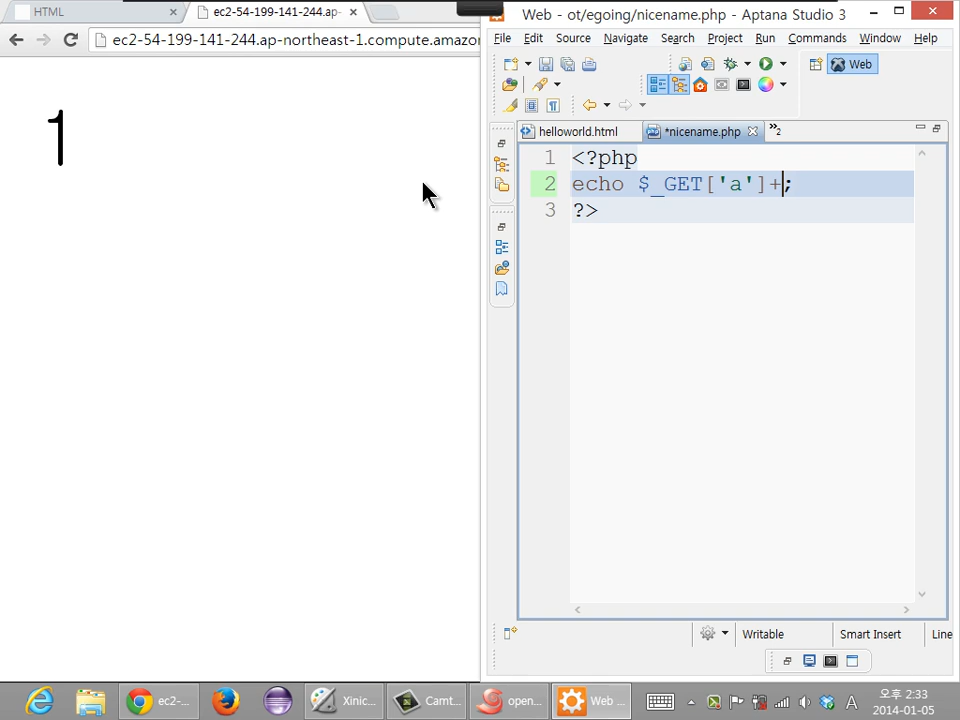 HTML
ec2-54-199-141-244.ap-
ec2-54-199-141-244.ap-northeast-1.compute.amazo
1
Web - ot/egoing/nicename.php - Aptana Studio 3
File Edit Source Navigate Search Project Run Commands Window Help
Web
helloworld.html
*nicename.php
»2
1 <?php
2 echo $_GET['a']+;
3 ?>
Writable
Smart Insert
Line
ec2-...
Xinic...
Camt...
open...
Web ...
A
오후 2:33
2014-01-05